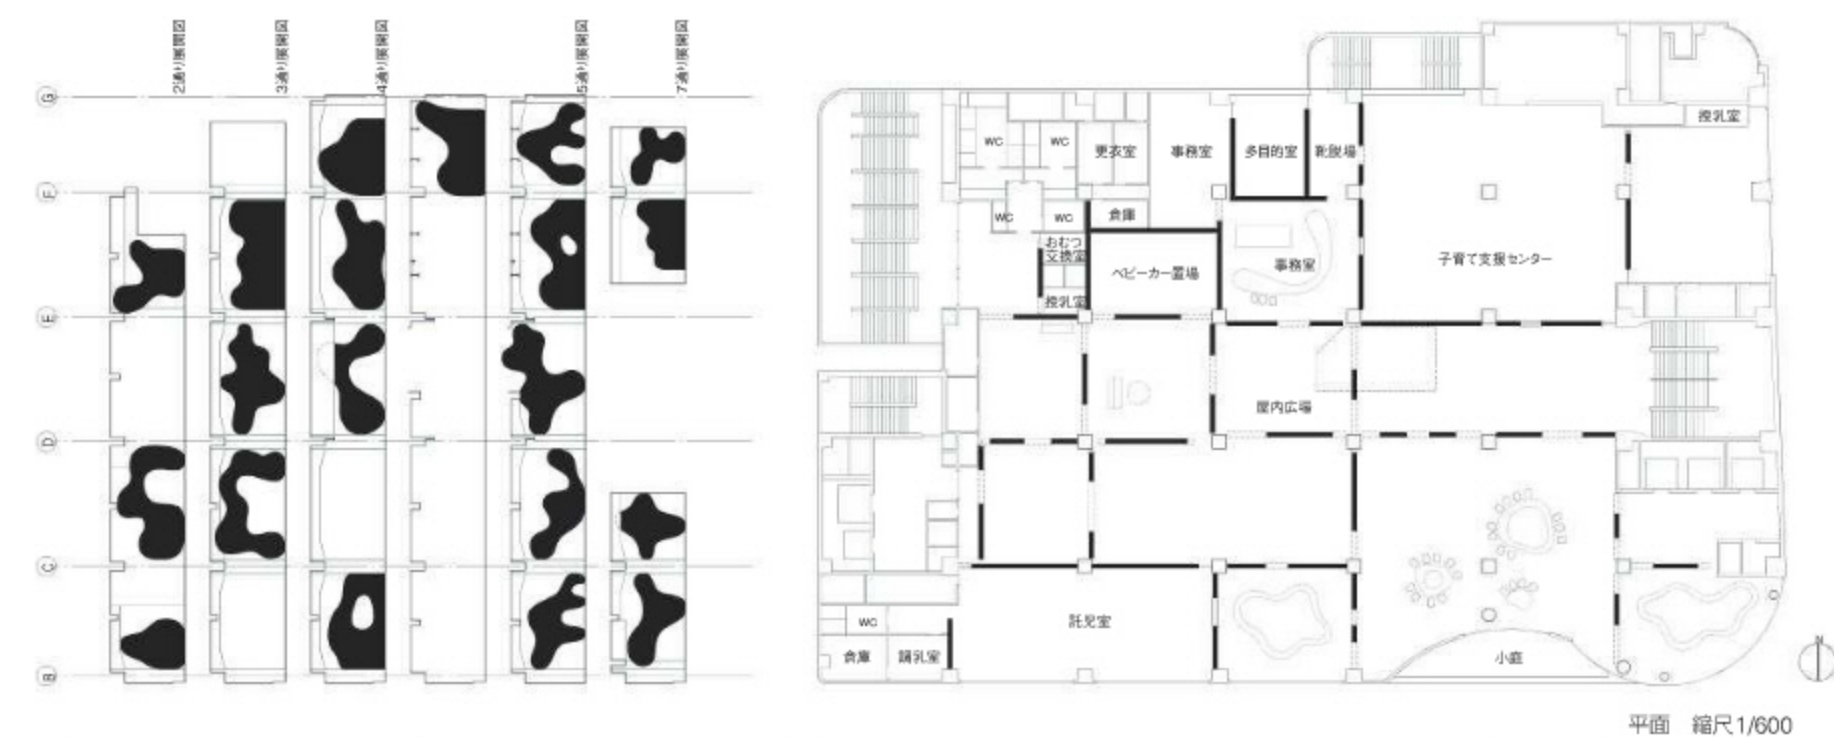 2通り展開図
3通り展開図
4通り展開図
5通り展開図
7通り展開図
G
F
E
D
C
B
授乳室
WC
WC
更衣室
事務室
多目的室
靴脱場
WC
WC
倉庫
おむつ
交換室
授乳室
ベビーカー置場
事務室
子育て支援センター
屋内広場
託児室
WC
倉庫
調乳室
小庭
N
平面 縮尺1/600